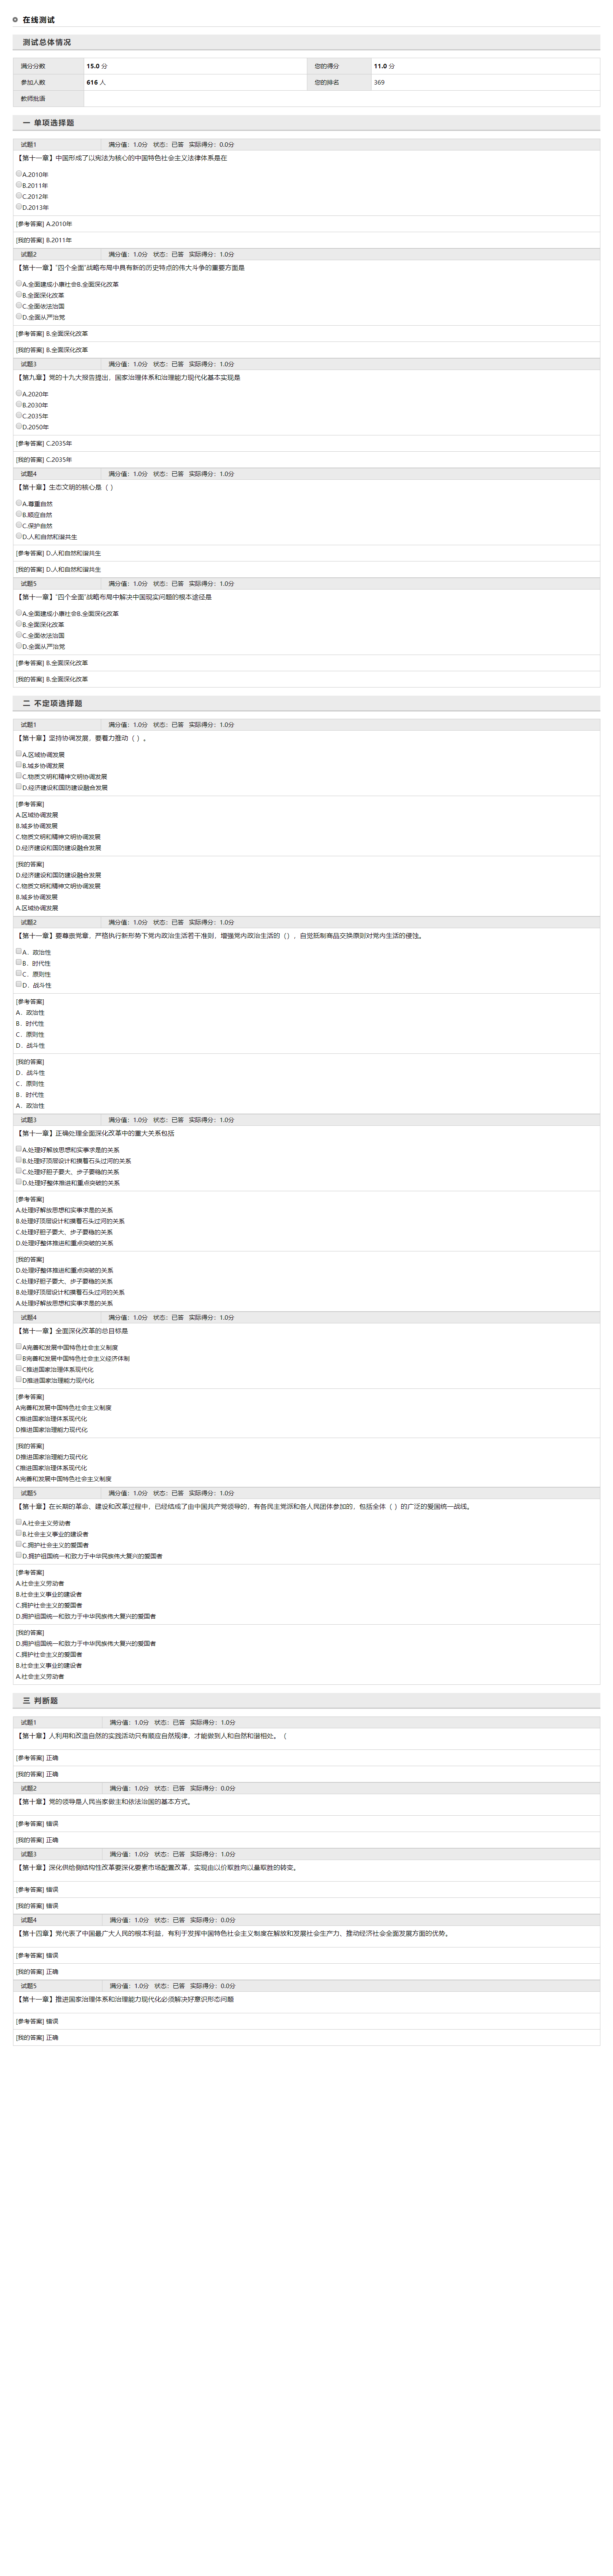 在线测试
测试总体情况
满分分数 15.0 分 您的得分 11.0 分
参加人数 616 人 您的排名 369
教师批语
一 单项选择题
试题1 满分值：1.0分 状态：已答 实际得分：0.0分
【第十一章】中国形成了以宪法为核心的中国特色社会主义法律体系是在
A.2010年
B.2011年
C.2012年
D.2013年
[参考答案] A.2010年
[我的答案] B.2011年
试题2 满分值：1.0分 状态：已答 实际得分：1.0分
【第十一章】"四个全面"战略布局中具有新的历史特点的伟大斗争的重要方面是
A.全面建成小康社会B.全面深化改革
B.全面深化改革
C.全面依法治国
D.全面从严治党
[参考答案] B.全面深化改革
[我的答案] B.全面深化改革
试题3 满分值：1.0分 状态：已答 实际得分：1.0分
【第九章】党的十九大报告提出，国家治理体系和治理能力现代化基本实现是
A.2020年
B.2030年
C.2035年
D.2050年
[参考答案] C.2035年
[我的答案] C.2035年
试题4 满分值：1.0分 状态：已答 实际得分：1.0分
【第十章】生态文明的核心是（ ）
A.尊重自然
B.顺应自然
C.保护自然
D.人和自然和谐共生
[参考答案] D.人和自然和谐共生
[我的答案] D.人和自然和谐共生
试题5 满分值：1.0分 状态：已答 实际得分：1.0分
【第十一章】"四个全面"战略布局中解决中国现实问题的根本途径是
A.全面建成小康社会B.全面深化改革
B.全面深化改革
C.全面依法治国
D.全面从严治党
[参考答案] B.全面深化改革
[我的答案] B.全面深化改革
二 不定项选择题
试题1 满分值：1.0分 状态：已答 实际得分：1.0分
【第十章】坚持协调发展，要着力推动（ ）。
A.区域协调发展
B.城乡协调发展
C.物质文明和精神文明协调发展
D.经济建设和国防建设融合发展
[参考答案]
A.区域协调发展
B.城乡协调发展
C.物质文明和精神文明协调发展
D.经济建设和国防建设融合发展
[我的答案]
D.经济建设和国防建设融合发展
C.物质文明和精神文明协调发展
B.城乡协调发展
A.区域协调发展
试题2 满分值：1.0分 状态：已答 实际得分：1.0分
【第十一章】要尊崇党章，严格执行新形势下党内政治生活若干准则，增强党内政治生活的（），自觉抵制商品交换原则对党内生活的侵蚀。
A．政治性
B．时代性
C．原则性
D．战斗性
[参考答案]
A．政治性
B．时代性
C．原则性
D．战斗性
[我的答案]
D．战斗性
C．原则性
B．时代性
A．政治性
试题3 满分值：1.0分 状态：已答 实际得分：1.0分
【第十一章】正确处理全面深化改革中的重大关系包括
A.处理好解放思想和实事求是的关系
B.处理好顶层设计和摸着石头过河的关系
C.处理好胆子要大、步子要稳的关系
D.处理好整体推进和重点突破的关系
[参考答案]
A.处理好解放思想和实事求是的关系
B.处理好顶层设计和摸着石头过河的关系
C.处理好胆子要大、步子要稳的关系
D.处理好整体推进和重点突破的关系
[我的答案]
D.处理好整体推进和重点突破的关系
C.处理好胆子要大、步子要稳的关系
B.处理好顶层设计和摸着石头过河的关系
A.处理好解放思想和实事求是的关系
试题4 满分值：1.0分 状态：已答 实际得分：1.0分
【第十一章】全面深化改革的总目标是
A完善和发展中国特色社会主义制度
B完善和发展中国特色社会主义经济体制
C推进国家治理体系现代化
D推进国家治理能力现代化
[参考答案]
A完善和发展中国特色社会主义制度
C推进国家治理体系现代化
D推进国家治理能力现代化
[我的答案]
D推进国家治理能力现代化
C推进国家治理体系现代化
A完善和发展中国特色社会主义制度
试题5 满分值：1.0分 状态：已答 实际得分：1.0分
【第十章】在长期的革命、建设和改革过程中，已经结成了由中国共产党领导的，有各民主党派和各人民团体参加的，包括全体（ ）的广泛的爱国统一战线。
A.社会主义劳动者
B.社会主义事业的建设者
C.拥护社会主义的爱国者
D.拥护祖国统一和致力于中华民族伟大复兴的爱国者
[参考答案]
A.社会主义劳动者
B.社会主义事业的建设者
C.拥护社会主义的爱国者
D.拥护祖国统一和致力于中华民族伟大复兴的爱国者
[我的答案]
D.拥护祖国统一和致力于中华民族伟大复兴的爱国者
C.拥护社会主义的爱国者
B.社会主义事业的建设者
A.社会主义劳动者
三 判断题
试题1 满分值：1.0分 状态：已答 实际得分：1.0分
【第十章】人利用和改造自然的实践活动只有顺应自然规律，才能做到人和自然和谐相处。（
[参考答案] 正确
[我的答案] 正确
试题2 满分值：1.0分 状态：已答 实际得分：0.0分
【第十章】党的领导是人民当家做主和依法治国的基本方式。
[参考答案] 错误
[我的答案] 正确
试题3 满分值：1.0分 状态：已答 实际得分：1.0分
【第十章】深化供给侧结构性改革要深化要素市场配置改革，实现由以价取胜向以量取胜的转变。
[参考答案] 错误
[我的答案] 错误
试题4 满分值：1.0分 状态：已答 实际得分：0.0分
【第十四章】党代表了中国最广大人民的根本利益，有利于发挥中国特色社会主义制度在解放和发展社会生产力、推动经济社会全面发展方面的优势。
[参考答案] 错误
[我的答案] 正确
试题5 满分值：1.0分 状态：已答 实际得分：0.0分
【第十一章】推进国家治理体系和治理能力现代化必须解决好意识形态问题
[参考答案] 错误
[我的答案] 正确